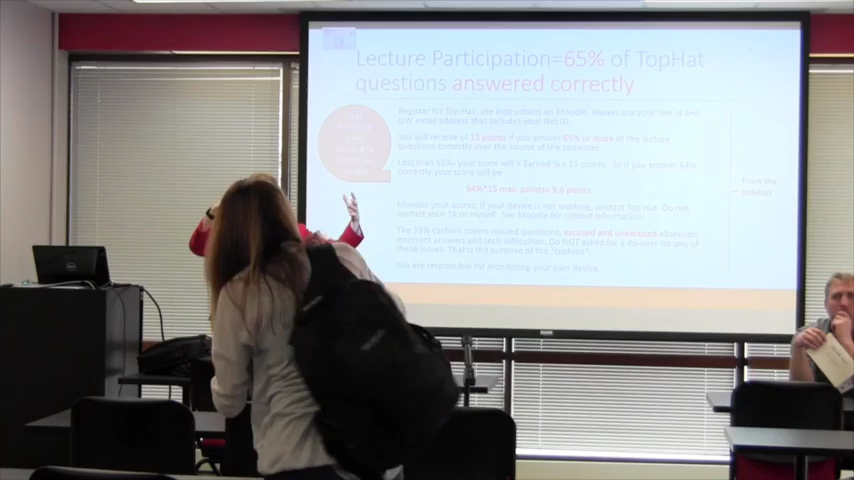 Lecture Participation=65% of TopHat
questions answered correctly
Register for Top Hat- see instructions on Moodle. Always use your Net Id and
UW email address that includes your Net ID.
You will receive of 15 points if you answer 65% or more of the lecture
questions correctly over the course of the semester.
Less than 65%- your score will = Earned % x 15 points. So if you answer 64%
correctly your score will be
64%*15 max. points= 9.6 points
Monitor your scores, if your device is not working, contact Top Hat. Do not
contact your TA or myself. See Moodle for contact information.
The 35% cushion covers missed questions, excused and unexcused absences,
incorrect answers and tech difficulties. Do NOT asked for a do-over for any of
these issues. That is the purpose of the "cushion".
You are responsible for monitoring your own device.
From the
syllabus